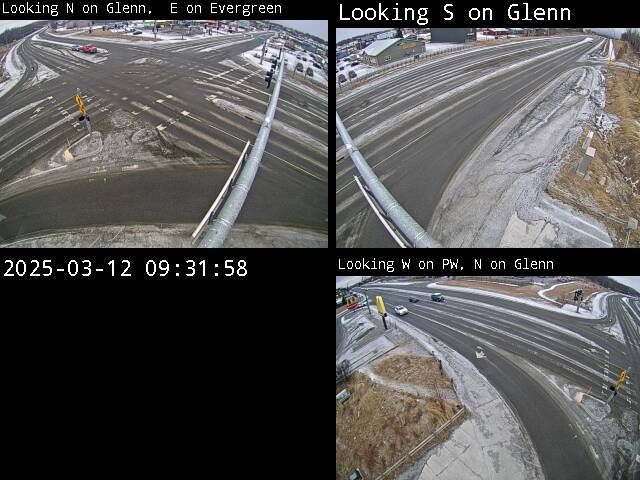 Looking N on Glenn,  E on Evergreen
Looking S on Glenn
2025-03-12 09:31:58
Looking W on PW, N on Glenn